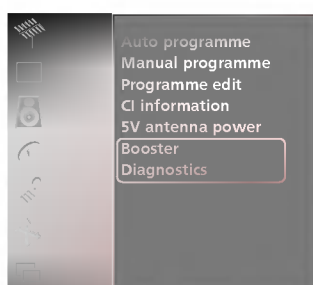 Auto programme
Manual programme
Programme edit
CI information
5V antenna power
Booster
Diagnostics